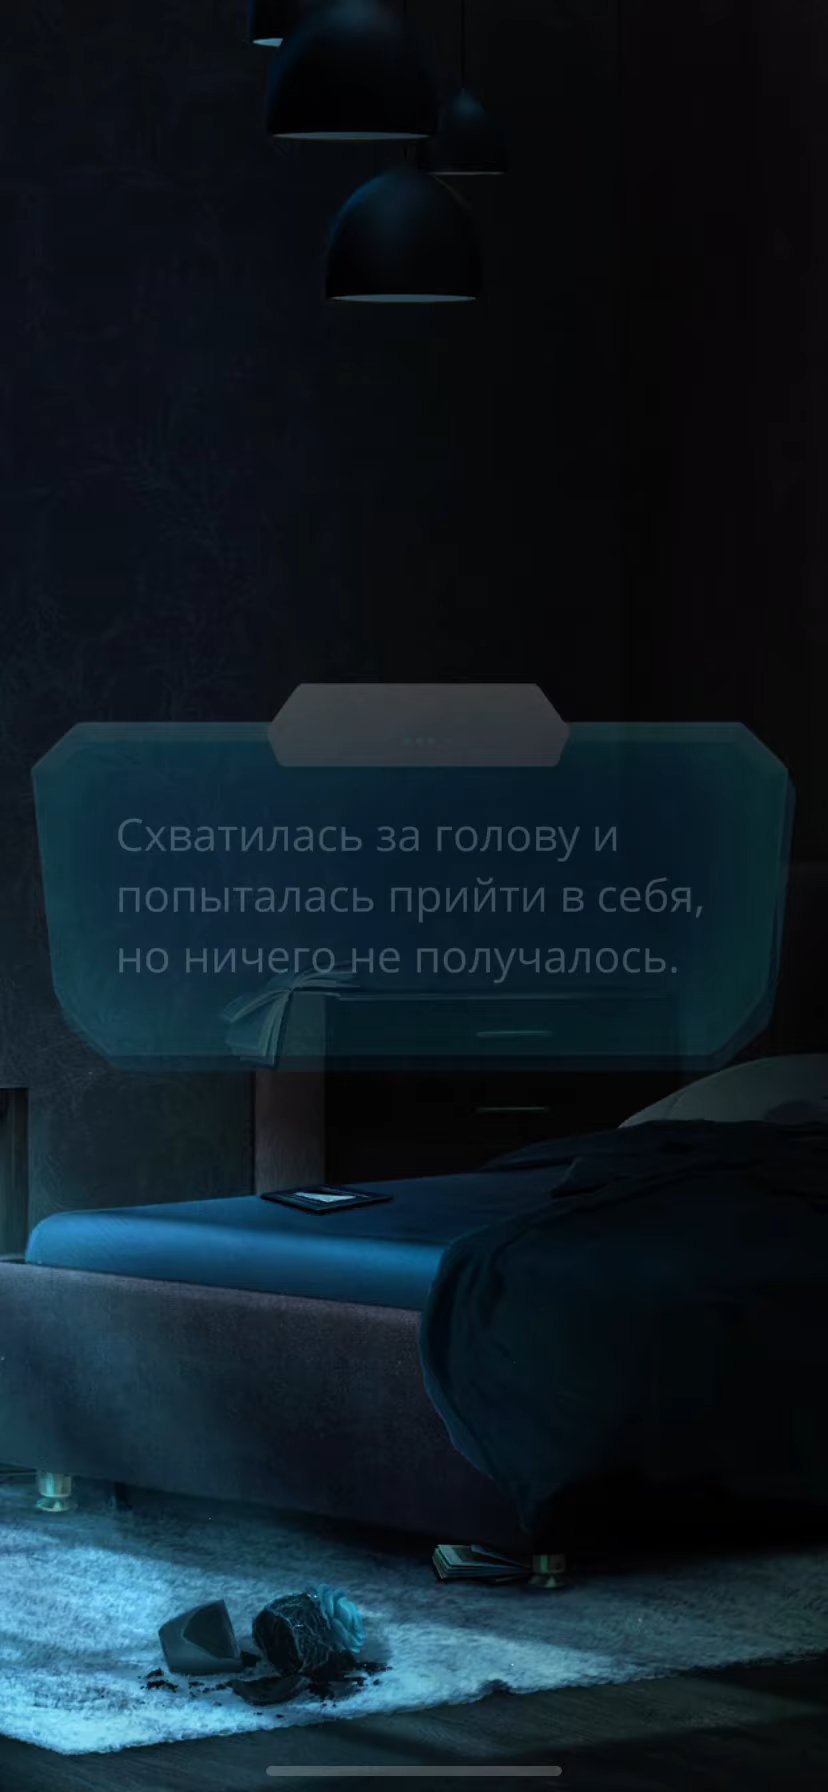 Схватилась за голову и
попыталась прийти в себя,
но ничего не получалось.